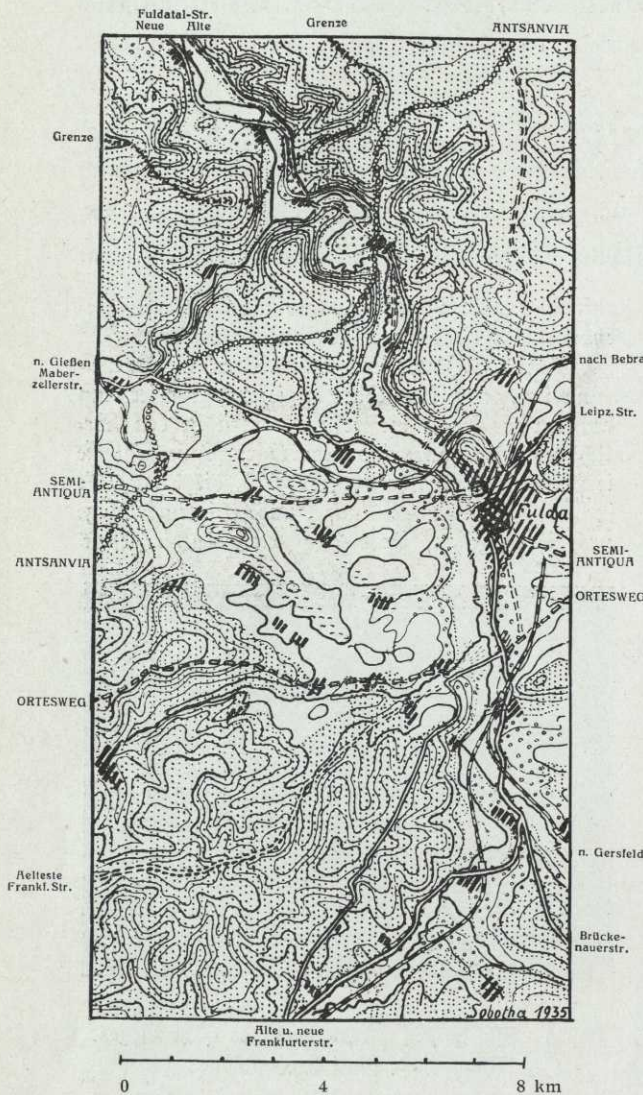 Fuldatal-Str.
Neue Alte
Grenze
ANTSANVIA
Grenze
n. Gießen
Maber-
zellerstr.
nach Bebra
Leipz. Str.
SEMI-
ANTIQUA
Fulda
ANTSANVIA
SEMI-
ANTIQUA
ORTESWEG
ORTESWEG
n. Gersfeld
Aelteste
Frankf. Str.
Brücke-
nauerstr.
Sobotha 1935
Alte u. neue
Frankfurterstr.
0 4 8 km